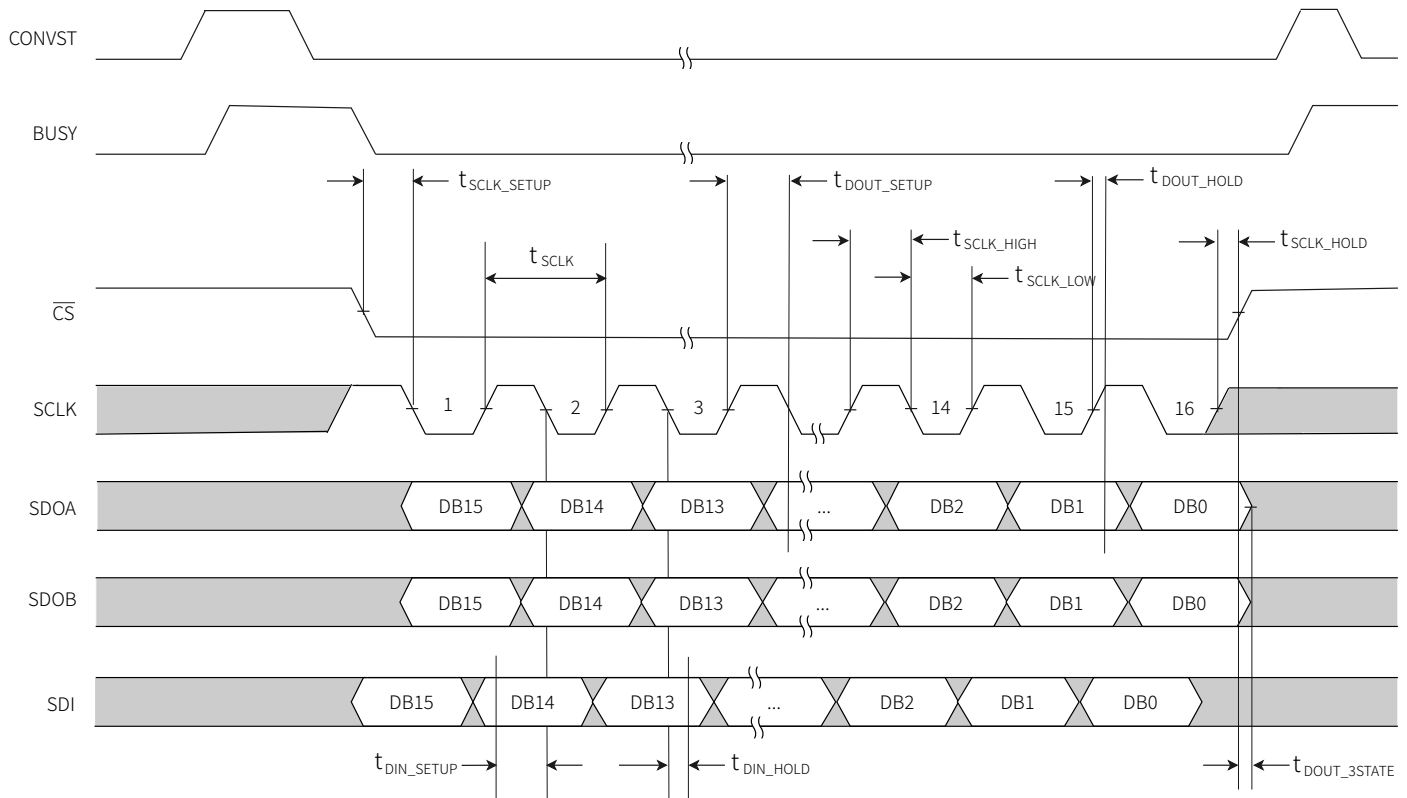 CONVST
BUSY
tSCLK_SETUP
tDOUT_SETUP
tDOUT_HOLD
tSCLK
tSCLK_HIGH
tSCLK_HOLD
tSCLK_LOW
CS
SCLK 1 2 3 14 15 16
SDOA DB15 DB14 DB13 ... DB2 DB1 DB0
SDOB DB15 DB14 DB13 ... DB2 DB1 DB0
SDI DB15 DB14 DB13 ... DB2 DB1 DB0
tDIN_SETUP
tDIN_HOLD
tDOUT_3STATE